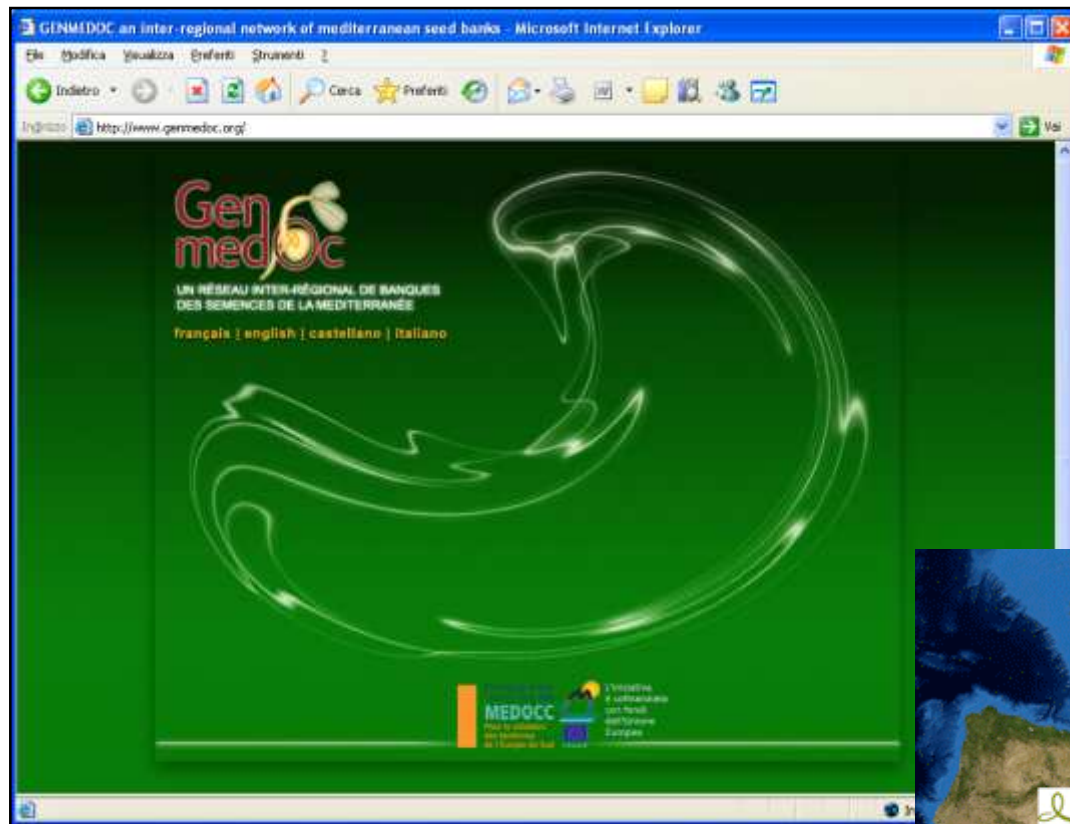 GENMEDOC an inter-regional network of mediterranean seed banks - Microsoft Internet Explorer
File Modifica Visualizza Preferiti Strumenti ?
Indietro Cerca Preferiti
Indirizzo http://www.genmedoc.org/ Vai
Gen
medOc
UN RÉSEAU INTER-RÉGIONAL DE BANQUES
DES SEMENCES DE LA MEDITERRANÉE
français | english | castellano | italiano
MEDOCC
L'iniziativa
è cofinanziata
con fondi
dell'Unione
Europea